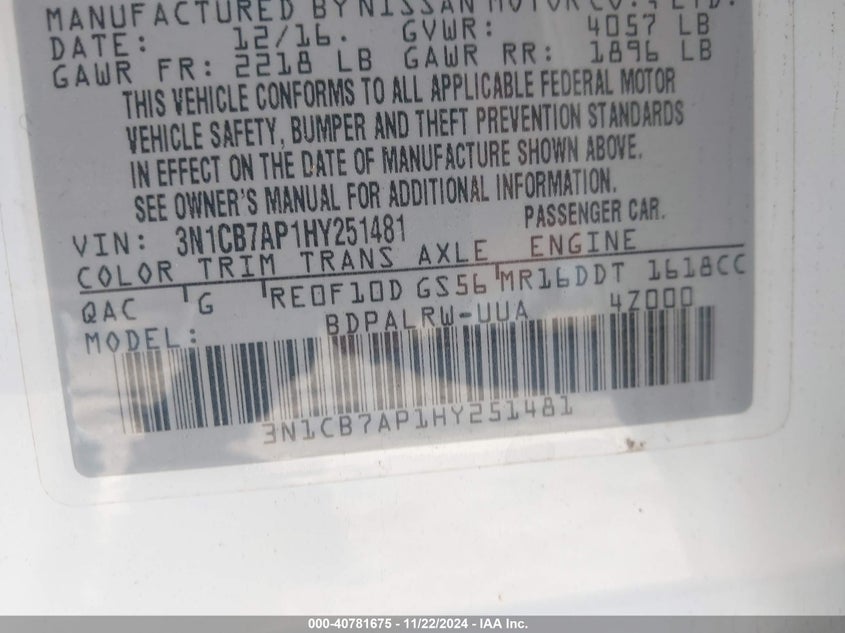 MANUFACTURED BY NISSAN MOTOR CO., LTD.
DATE: 12/16. GVWR: 4057 LB
GAWR FR: 2218 LB GAWR RR: 1896 LB
THIS VEHICLE CONFORMS TO ALL APPLICABLE FEDERAL MOTOR
VEHICLE SAFETY, BUMPER AND THEFT PREVENTION STANDARDS
IN EFFECT ON THE DATE OF MANUFACTURE SHOWN ABOVE.
SEE OWNER'S MANUAL FOR ADDITIONAL INFORMATION.
VIN: 3N1CB7AP1HY251481 PASSENGER CAR.
COLOR TRIM TRANS AXLE ENGINE
QAC G RE0F10D GS56 MR16DDT 1618CC
MODEL: BDPALRW-UUA 4Z000
3N1CB7AP1HY251481
000-40781675 - 11/22/2024 - IAA Inc.